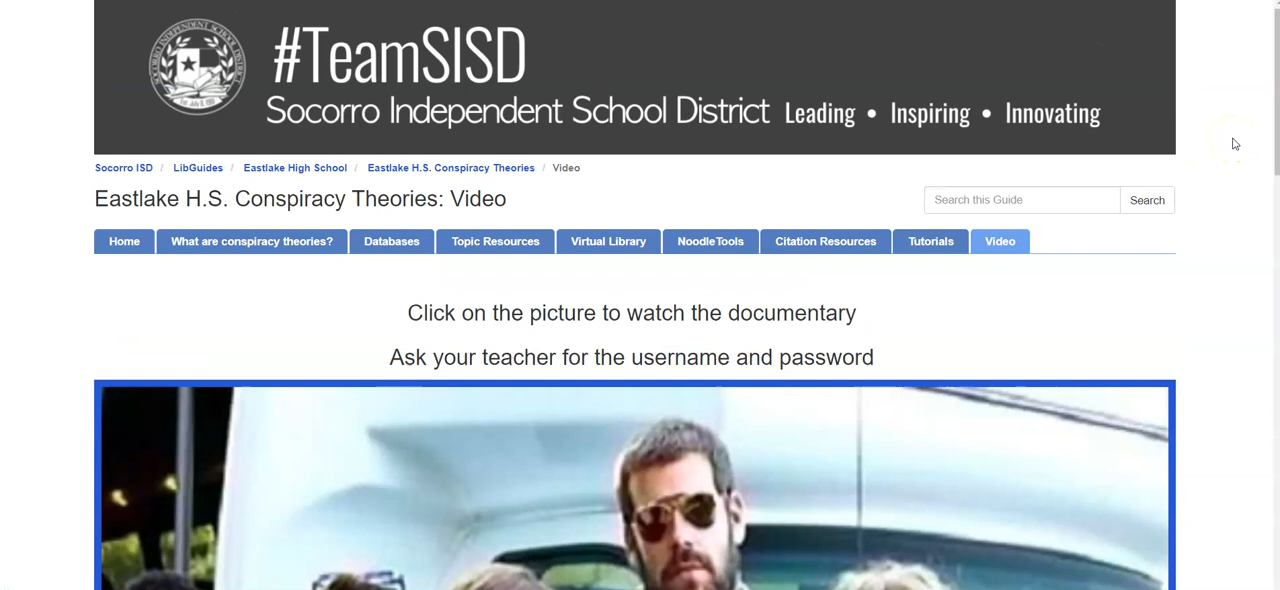 #TeamSISD
Socorro Independent School District Leading • Inspiring • Innovating
Socorro ISD / LibGuides / Eastlake High School / Eastlake H.S. Conspiracy Theories / Video
Eastlake H.S. Conspiracy Theories: Video
Search this Guide Search
Home What are conspiracy theories? Databases Topic Resources Virtual Library NoodleTools Citation Resources Tutorials Video
Click on the picture to watch the documentary
Ask your teacher for the username and password